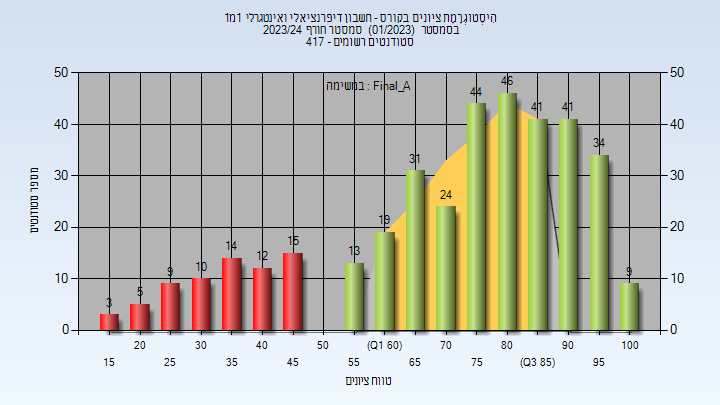 הִיסְטוֹגְרָמַת ציונים בקורס - חשבון דיפרנציאלי ואינטגרלי 1מ1
בסמסטר (01/2023) סמסטר חורף 2023/24
סטודנטים רשומים - 417
במשימה : Final_A
50 50
40 40
30 30
20 20
10 10
0 0
מספר סטודנטים
3 5 9 10 14 12 15 13 19 31 24 44 46 41 41 34 9
20 30 40 50 (Q1 60) 70 80 90 100
15 25 35 45 55 65 75 (Q3 85) 95
טווח ציונים